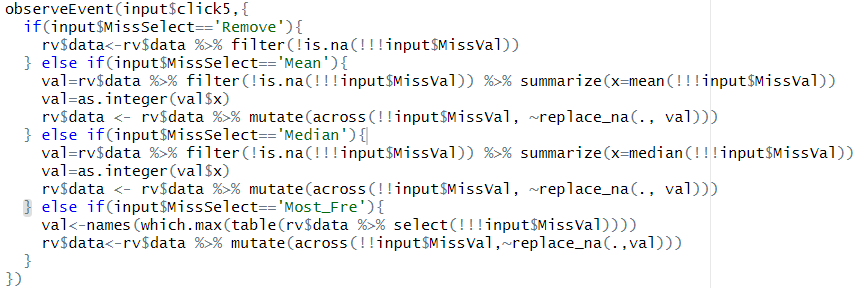 observeEvent(input$click5,{
  if(input$MissSelect=='Remove'){
    rv$data<-rv$data %>% filter(!is.na(!!!input$MissVal))
  } else if(input$MissSelect=='Mean'){
    val=rv$data %>% filter(!is.na(!!!input$MissVal)) %>% summarize(x=mean(!!!input$MissVal))
    val=as.integer(val$x)
    rv$data <- rv$data %>% mutate(across(!!input$MissVal, ~replace_na(., val)))
  } else if(input$MissSelect=='Median'){
    val=rv$data %>% filter(!is.na(!!!input$MissVal)) %>% summarize(x=median(!!!input$MissVal))
    val=as.integer(val$x)
    rv$data <- rv$data %>% mutate(across(!!input$MissVal, ~replace_na(., val)))
  } else if(input$MissSelect=='Most_Fre'){
    val<-names(which.max(table(rv$data %>% select(!!!input$MissVal))))
    rv$data<-rv$data %>% mutate(across(!!input$MissVal,~replace_na(.,val)))
  }
})